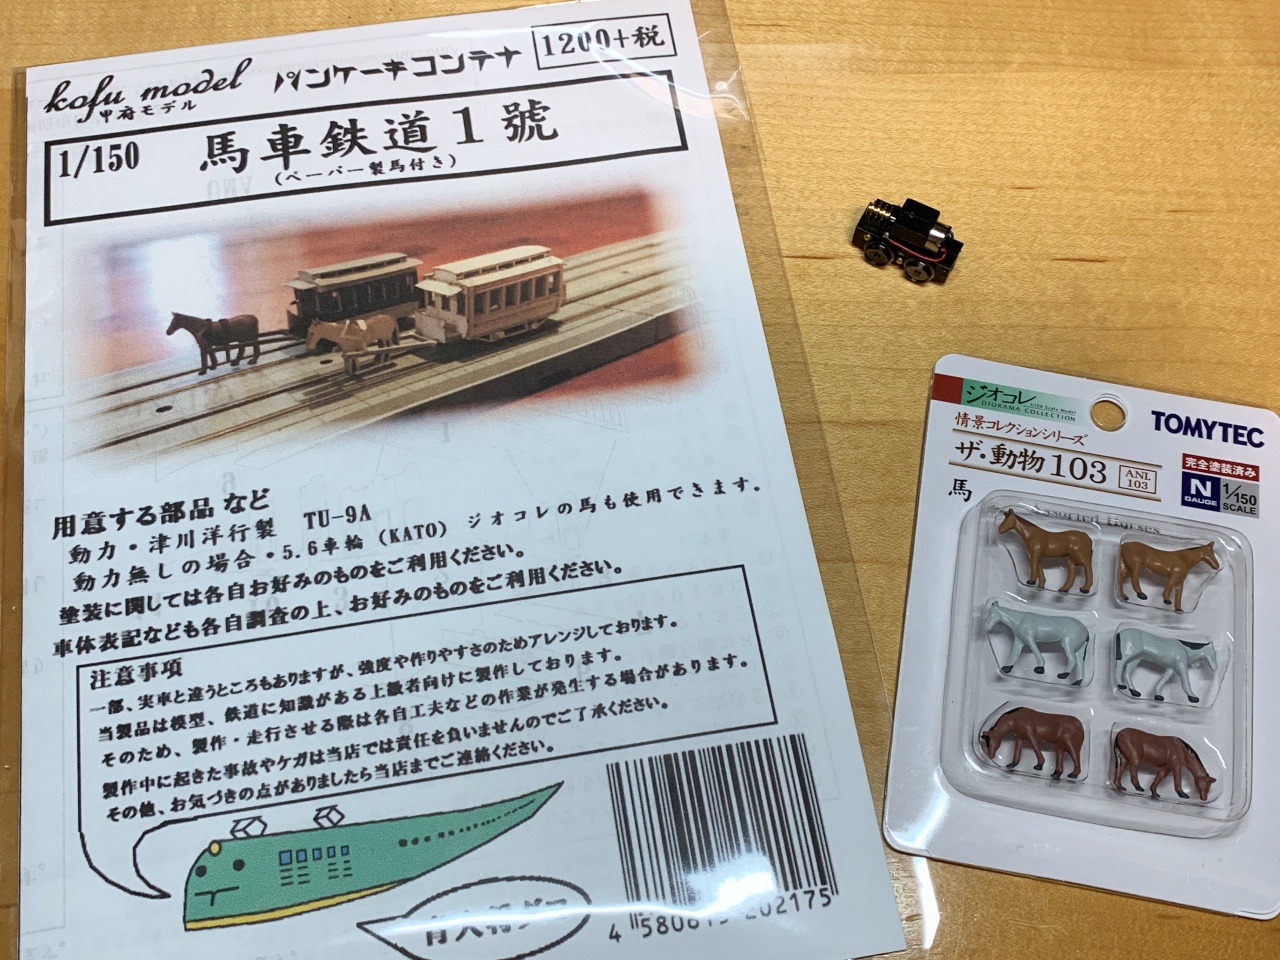 kofu model
甲府モデル
パンケーキコンテナ
1200+税
1/150
馬車鉄道1號
(ペーパー製馬付き)
用意する部品 など
動力・津川洋行製 TU-9A
動力無しの場合・5.6車輪 (KATO) ジオコレの馬も使用できます。
塗装に関しては各自お好みのものをご利用ください。
車体表記なども各自調査の上、お好みのものをご利用ください。
注意事項
一部、実車と違うところもありますが、強度や作りやすさのためアレンジしております。
当製品は模型、鉄道に知識がある上級者向けに製作しております。
そのため、製作・走行させる際は各自工夫などの作業が発生する場合があります。
製作中に起きた事故やケガは当店では責任を負いませんのでご了承ください。
その他、お気づきの点がありましたら当店までご連絡ください。
ジオコレ
DIORAMA COLLECTION
TOMYTEC
情景コレクションシリーズ
ザ・動物 103
ANI
103
完全塗装済み
N
GAUGE
1/150
SCALE
馬
Assorted Horses